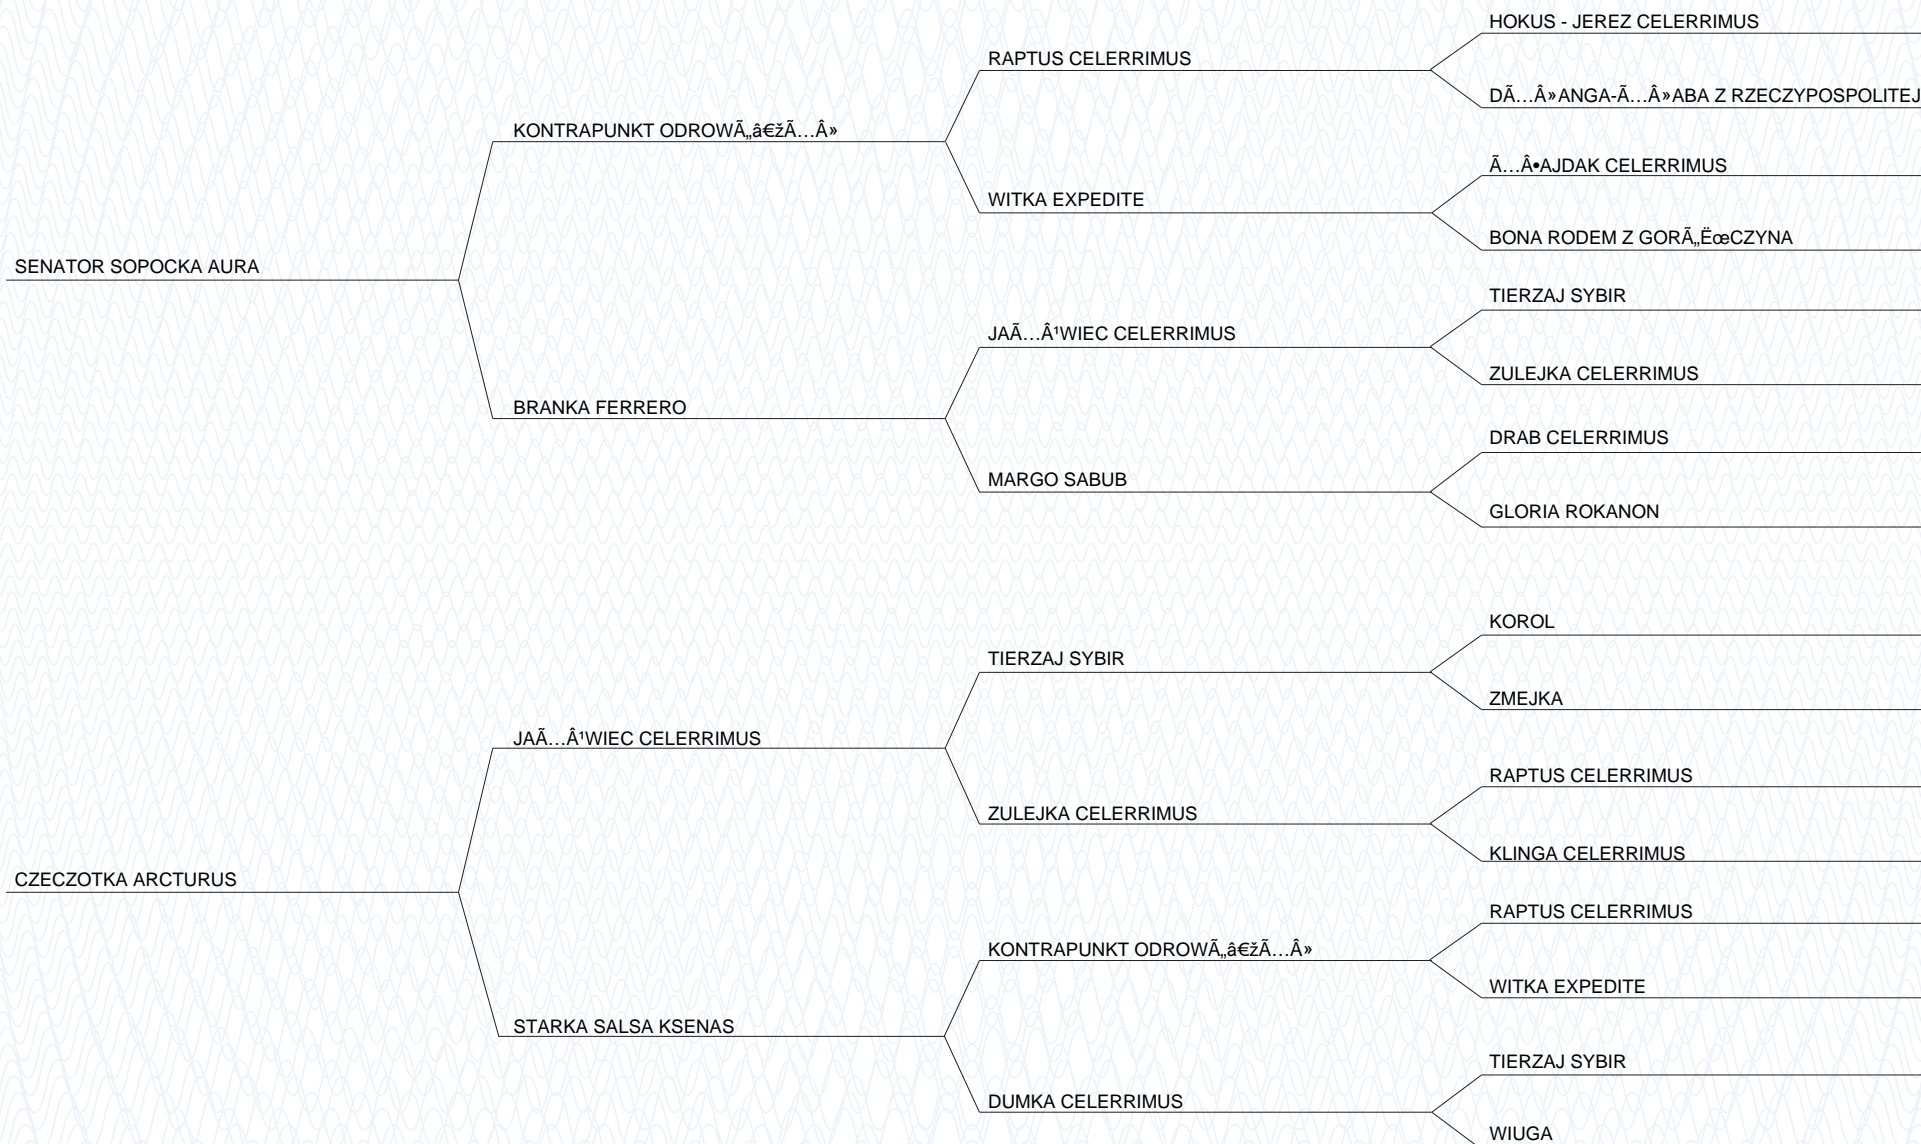 HOKUS - JEREZ CELERRIMUS
RAPTUS CELERRIMUS
DÃ…Â»ANGA-Ã…Â»ABA Z RZECZYPOSPOLITEJ
KONTRAPUNKT ODROWÃ„â€žÃ…Â»
Ã…Â•AJDAK CELERRIMUS
WITKA EXPEDITE
BONA RODEM Z GORÃ„ËœCZYNA
SENATOR SOPOCKA AURA
TIERZAJ SYBIR
JAÃ…Â¹WIEC CELERRIMUS
ZULEJKA CELERRIMUS
BRANKA FERRERO
DRAB CELERRIMUS
MARGO SABUB
GLORIA ROKANON
KOROL
TIERZAJ SYBIR
ZMEJKA
JAÃ…Â¹WIEC CELERRIMUS
RAPTUS CELERRIMUS
ZULEJKA CELERRIMUS
KLINGA CELERRIMUS
CZECZOTKA ARCTURUS
RAPTUS CELERRIMUS
KONTRAPUNKT ODROWÃ„â€žÃ…Â»
WITKA EXPEDITE
STARKA SALSA KSENAS
TIERZAJ SYBIR
DUMKA CELERRIMUS
WIUGA